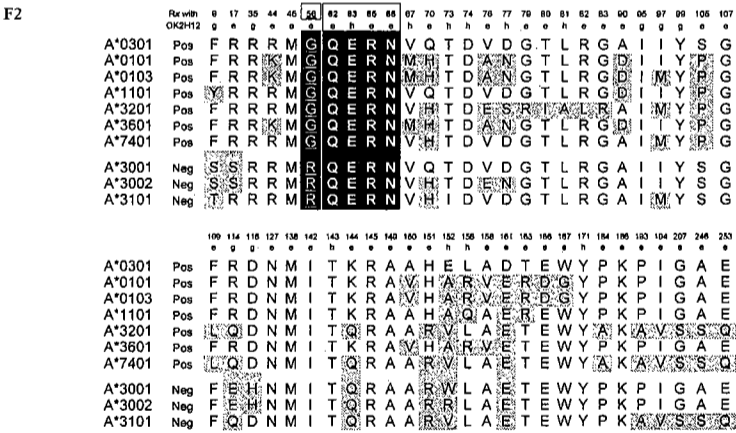 F2
Rx with 9 17 35 44 45 56 62 63 65 66 67 70 73 74 76 77 79 80 81 82 83 90 95 97 99 105 107
OK2H12
A*0301 Pos F R R R M G Q E R N V Q T D V D G T L R G A I I Y S G
A*0101 Pos F R R K M G Q E R N M H T D A N G T L R G D I I Y P G
A*0103 Pos F R R K M G Q E R N M H T D A N G T L R G D I M Y P G
A*1101 Pos Y R R R M G Q E R N V Q T D V D G T L R G A I I Y P G
A*3201 Pos F R R R M G Q E R N V H T D E S R I A L R A I M Y P G
A*3601 Pos F R R K M G Q E R N M H T D A N G T L R G D I I Y P G
A*7401 Pos F R R R M G Q E R N V H T D V D G T L R G A I M Y P G
A*3001 Neg S S R R M R Q E R N V Q T D V D G T L R G A I I Y S G
A*3002 Neg S S R R M R Q E R N V H T D E N G T L R G A I I Y S G
A*3101 Neg T R R R M R Q E R N V H T D V D G T L R G A I M Y S G
109 114 116 127 138 142 143 144 145 149 150 151 152 156 158 161 163 166 167 171 184 186 193 194 207 246 253
A*0301 Pos F R D N M I T K R A A H E L A D T E W Y P K P I G A E
A*0101 Pos F R D N M I T K R A V H A R V E R D G Y P K P I G A E
A*0103 Pos F R D N M I T K R A V H A R V E R D G Y P K P I G A E
A*1101 Pos F R D N M I T K R A A H A Q A E R E W Y P K P I G A E
A*3201 Pos L Q D N M I T Q R A A R V L A E T E W Y A K A V S S Q
A*3601 Pos F R D N M I T K R A V H A R V E T E W Y P K P I G A E
A*7401 Pos L Q D N M I T Q R A A R V L A E T E W Y A K A V S S Q
A*3001 Neg F E H N M I T Q R A A R W L A E T E W Y P K P I G A E
A*3002 Neg F E H N M I T Q R A A R R L A E T E W Y P K P I G A E
A*3101 Neg F Q D N M I T Q R A A R V L A E T E W Y P K A V S S Q